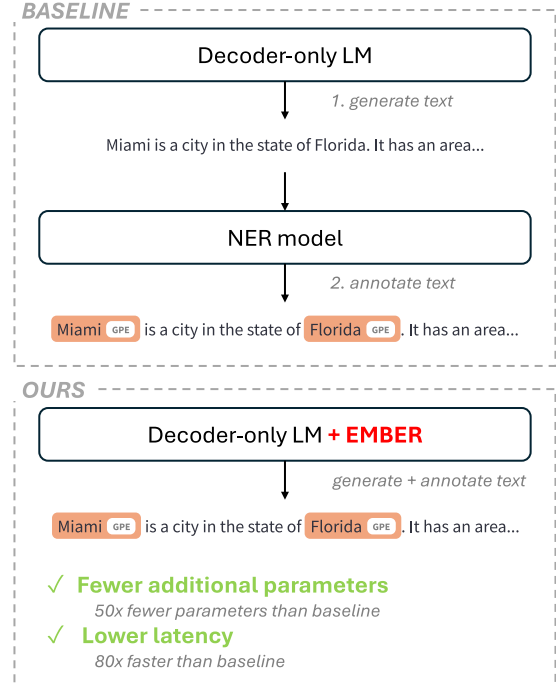 BASELINE
Decoder-only LM
1. generate text
Miami is a city in the state of Florida. It has an area...
NER model
2. annotate text
Miami GPE is a city in the state of Florida GPE . It has an area...
OURS
Decoder-only LM + EMBER
generate + annotate text
Miami GPE is a city in the state of Florida GPE . It has an area...
✓ Fewer additional parameters
50x fewer parameters than baseline
✓ Lower latency
80x faster than baseline